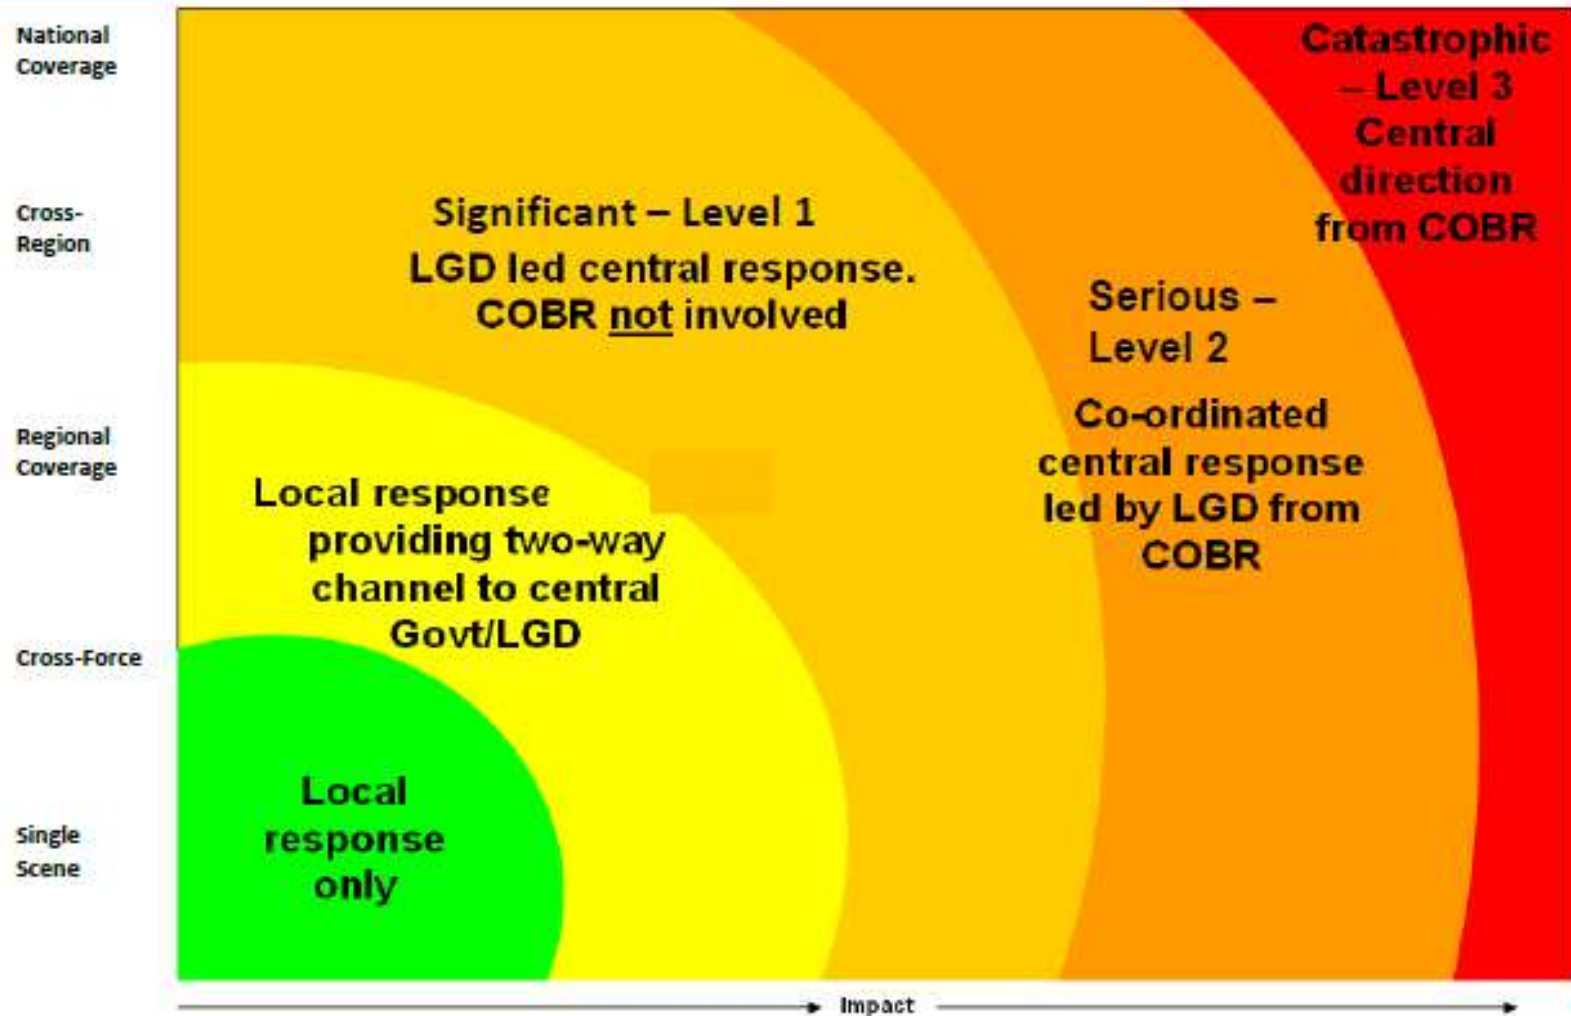 National
Coverage
Cross-
Region
Regional
Coverage
Cross-Force
Single
Scene
Catastrophic
– Level 3
Central
direction
from COBR
Significant – Level 1
LGD led central response.
COBR not involved
Serious –
Level 2
Co-ordinated
central response
led by LGD from
COBR
Local response
providing two-way
channel to central
Govt/LGD
Local
response
only
Impact